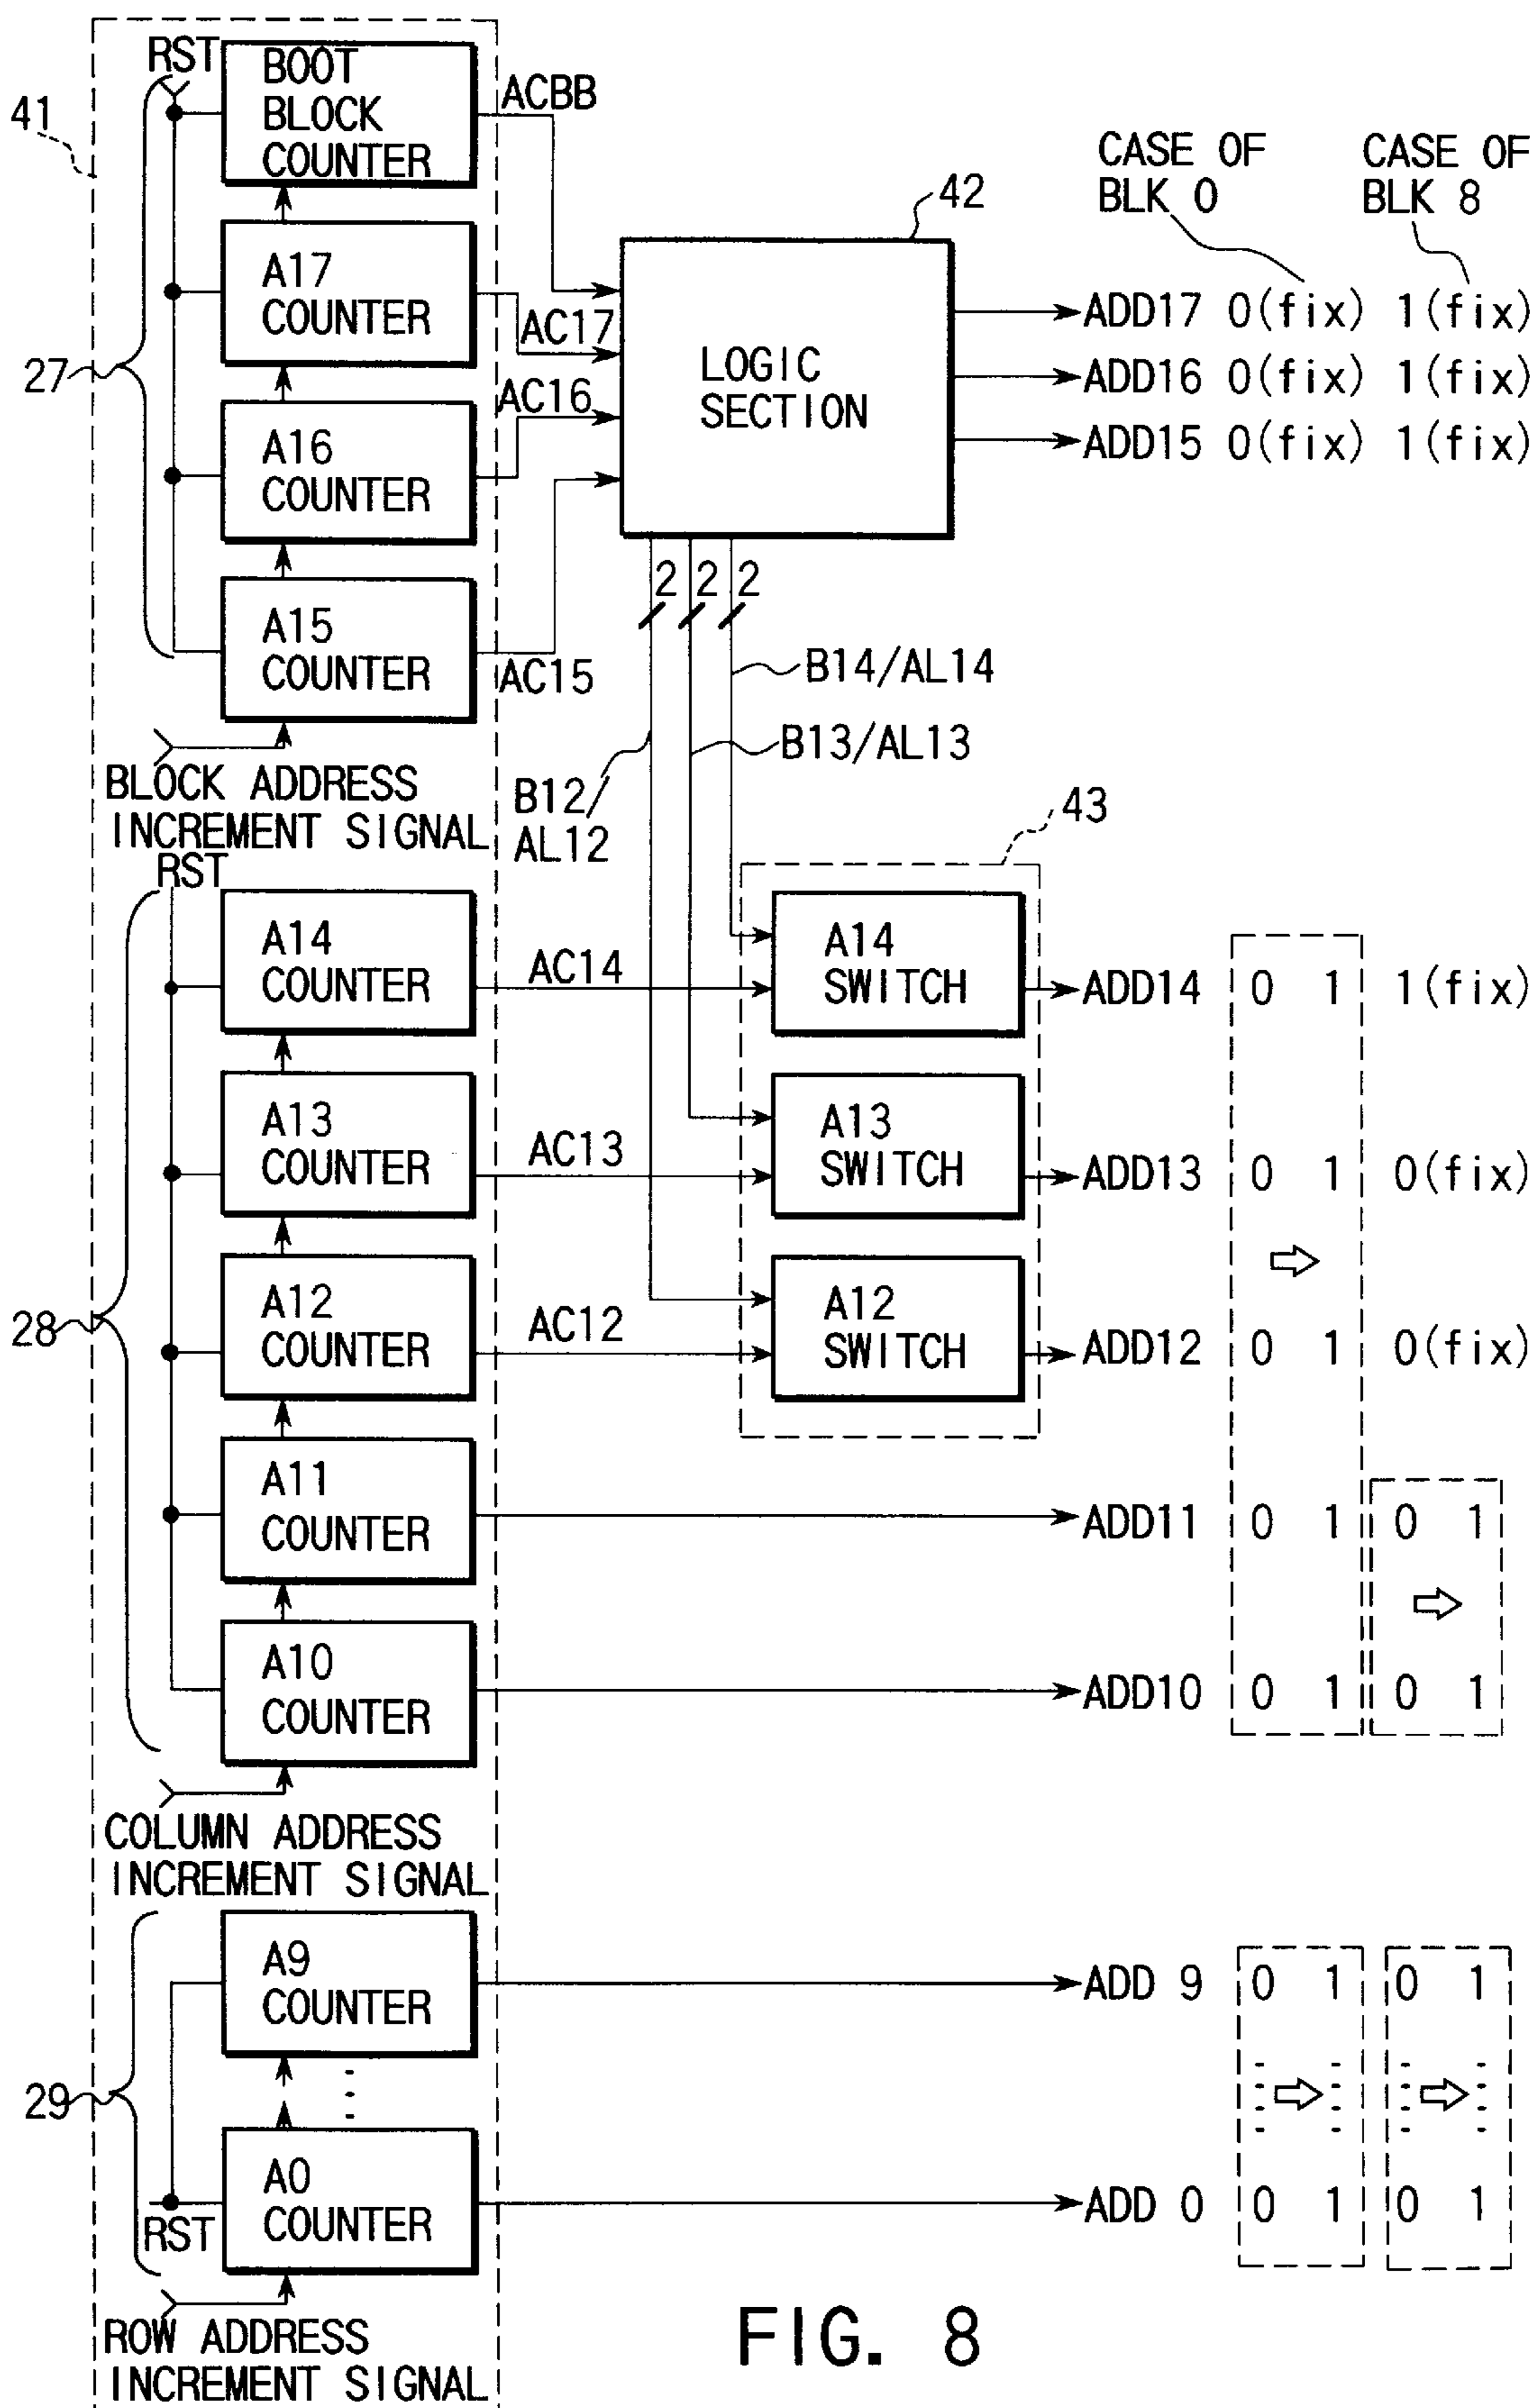 RST
BOOT
BLOCK
COUNTER
ACBB
41
CASE OF
BLK 0
CASE OF
BLK 8
42
A17
COUNTER
AC17
LOGIC
SECTION
ADD17 0(fix) 1(fix)
ADD16 0(fix) 1(fix)
ADD15 0(fix) 1(fix)
27
A16
COUNTER
AC16
A15
COUNTER
AC15
2 2 2
B14/AL14
B13/AL13
B12/
AL12
BLOCK ADDRESS
INCREMENT SIGNAL
43
RST
A14
COUNTER
AC14
A14
SWITCH
ADD14 0 1 1(fix)
A13
COUNTER
AC13
A13
SWITCH
ADD13 0 1 0(fix)
28
A12
COUNTER
AC12
A12
SWITCH
ADD12 0 1 0(fix)
A11
COUNTER
ADD11 0 1 0 1
A10
COUNTER
ADD10 0 1 0 1
COLUMN ADDRESS
INCREMENT SIGNAL
A9
COUNTER
ADD 9 0 1 0 1
29
A0
COUNTER
ADD 0 0 1 0 1
RST
ROW ADDRESS
INCREMENT SIGNAL
FIG. 8